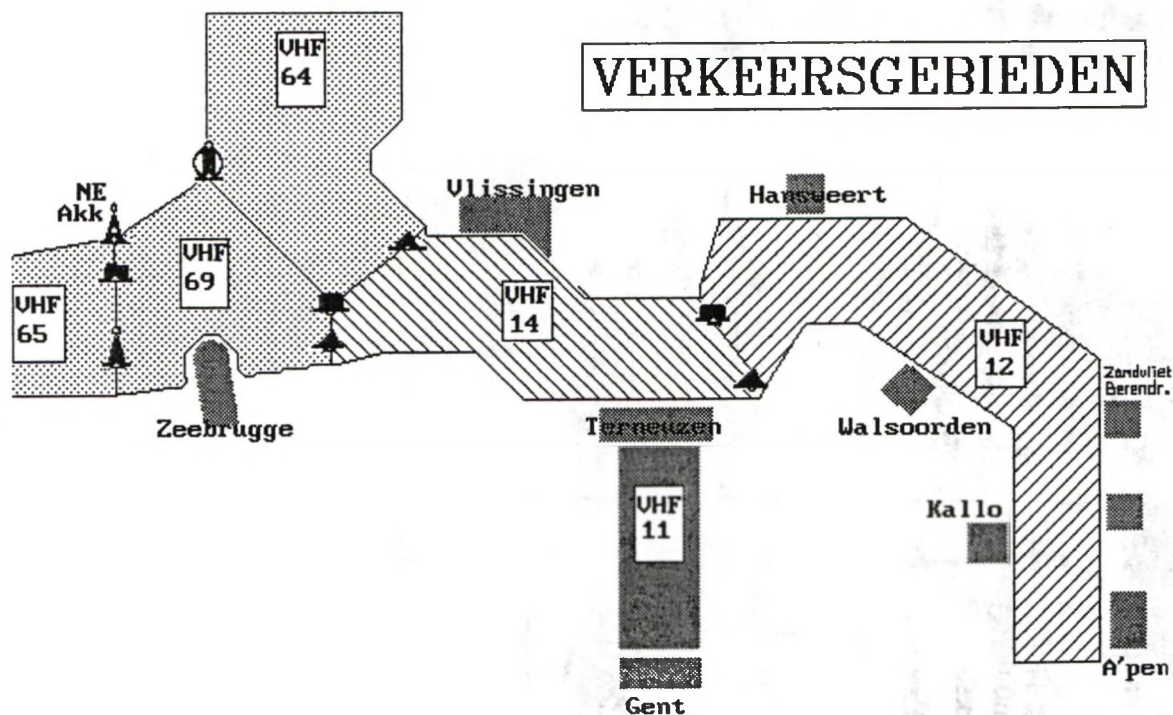 VHF
64
VERKEERSGEBIEDEN
NE
Akk
Vlissingen
Hansweert
VHF
69
VHF
65
VHF
14
VHF
12
Zandvliet
Berendr.
Zeebrugge
Terneuzen
Walsoorden
VHF
11
Kallo
A'pen
Gent